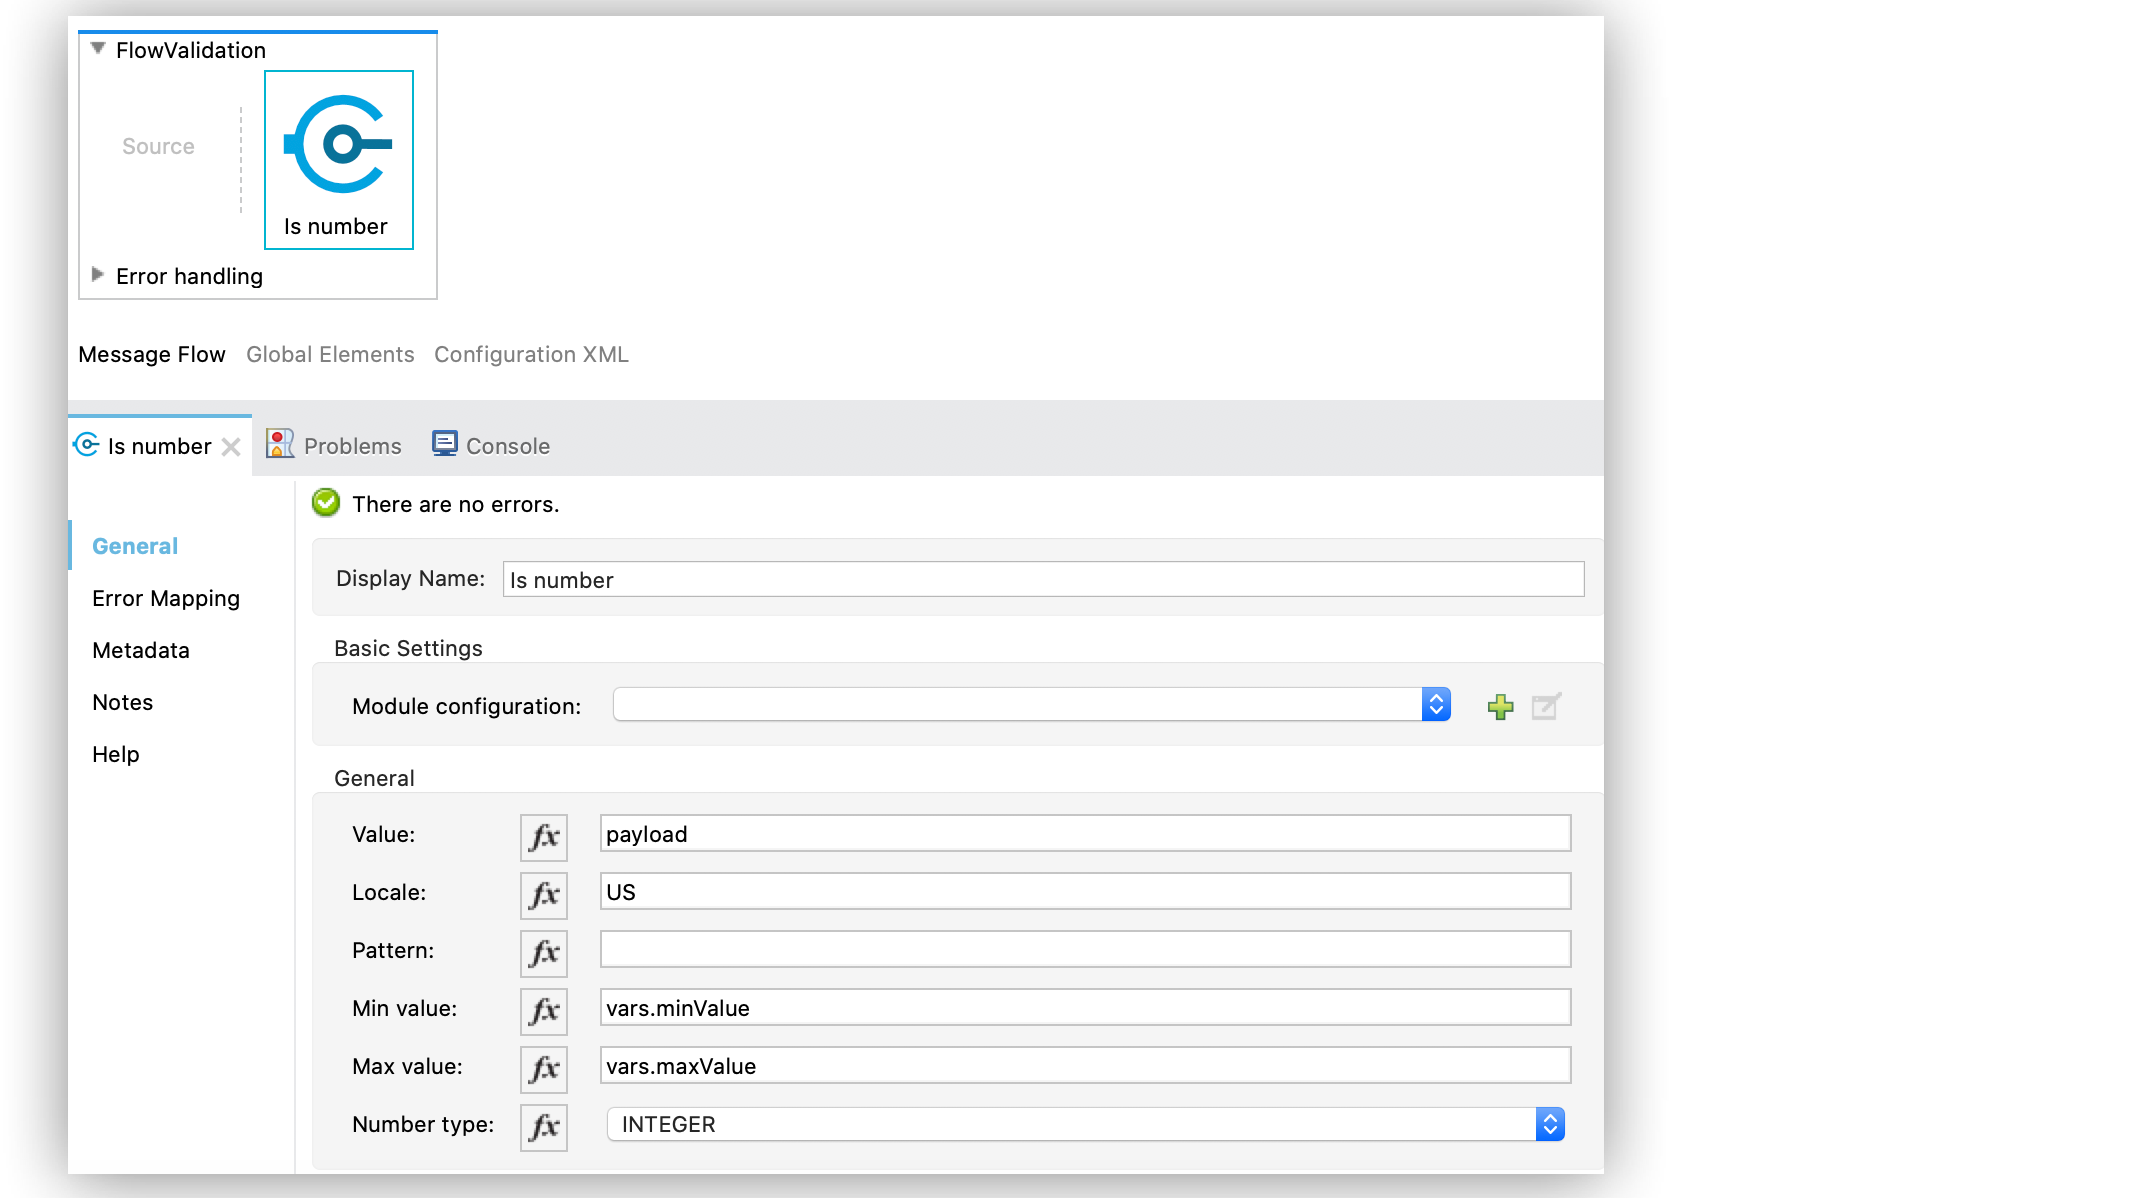 FlowValidation
Source
Is number
Error handling
Message Flow Global Elements Configuration XML
Is number Problems Console
There are no errors.
General
Display Name: Is number
Error Mapping
Basic Settings
Metadata
Module configuration:
Notes
Help
General
Value: fx payload
Locale: fx US
Pattern: fx
Min value: fx vars.minValue
Max value: fx vars.maxValue
Number type: fx INTEGER